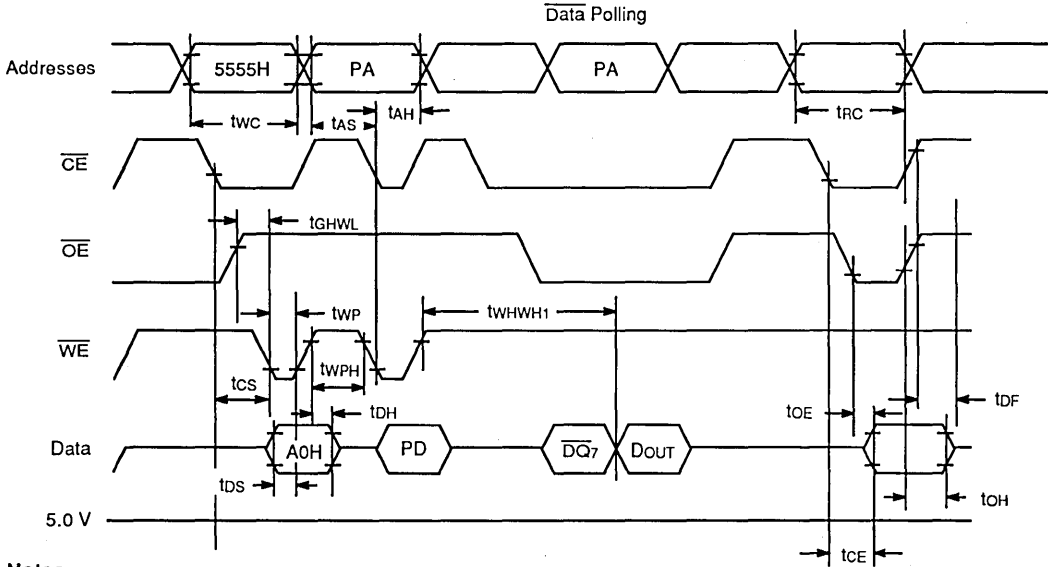 Data Polling
Addresses 5555H PA PA
tWC tAS tAH tRC
CE
tGHWL
OE
tWP tWHWH1
WE
tCS tWPH
tDH tOE tDF
Data A0H PD DQ7 DOUT
tDS tOH
5.0 V
tCE